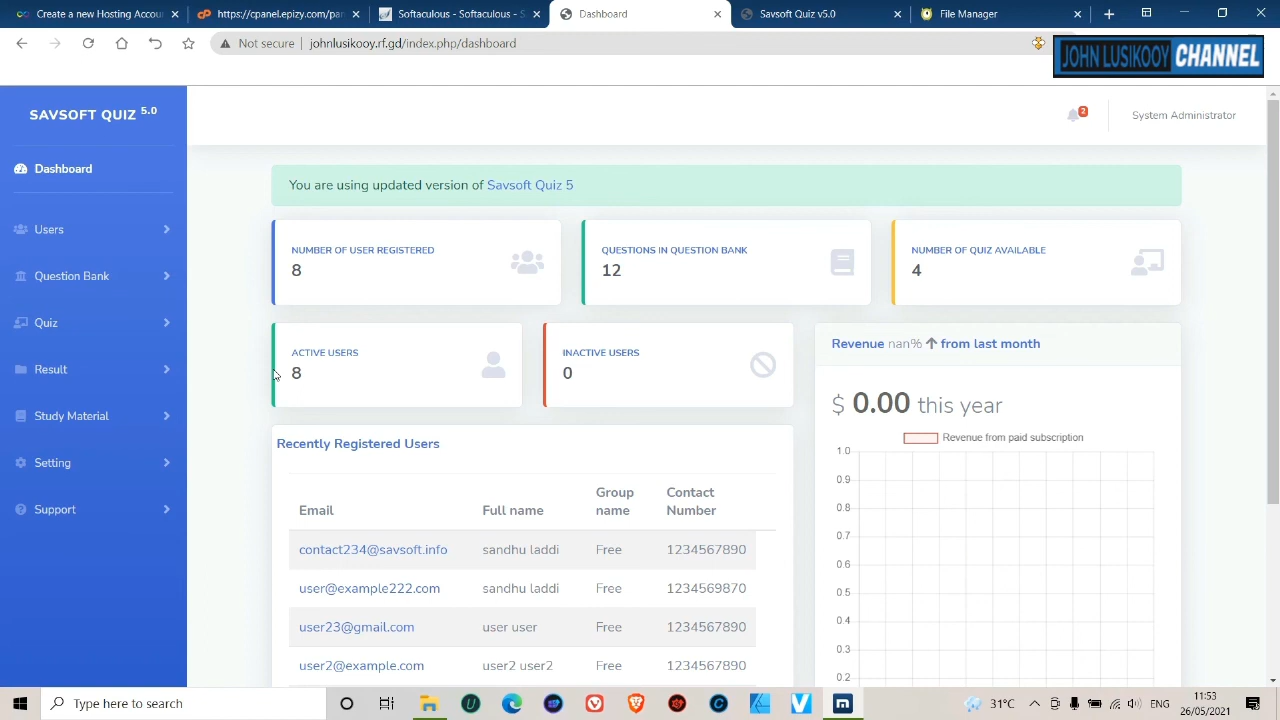 Create a new Hosting Accou
https://panel.epizy.com/pan
Softaculous - Softaculous - S
Dashboard
Savsoft Quiz v5.0
File Manager
Not secure | johnlusikooy.rf.gd/index.php/dashboard
JOHN LUSIKOOY CHANNEL
SAVSOFT QUIZ 5.0
2
System Administrator
Dashboard
Users
Question Bank
Quiz
Result
Study Material
Setting
Support
You are using updated version of Savsoft Quiz 5
NUMBER OF USER REGISTERED
8
QUESTIONS IN QUESTION BANK
12
NUMBER OF QUIZ AVAILABLE
4
ACTIVE USERS
8
INACTIVE USERS
0
Revenue nan% from last month
$ 0.00 this year
Revenue from paid subscription
1.0
0.9
0.8
0.7
0.6
0.5
0.4
0.3
0.2
Recently Registered Users
Email Full name Group name Contact Number
contact234@savsoft.info sandhu laddi Free 1234567890
user@example222.com sandhu laddi Free 1234569870
user23@gmail.com user user Free 1234567890
user2@example.com user2 user2 Free 1234567890
Type here to search
31°C
ENG
11:53
26/05/2021